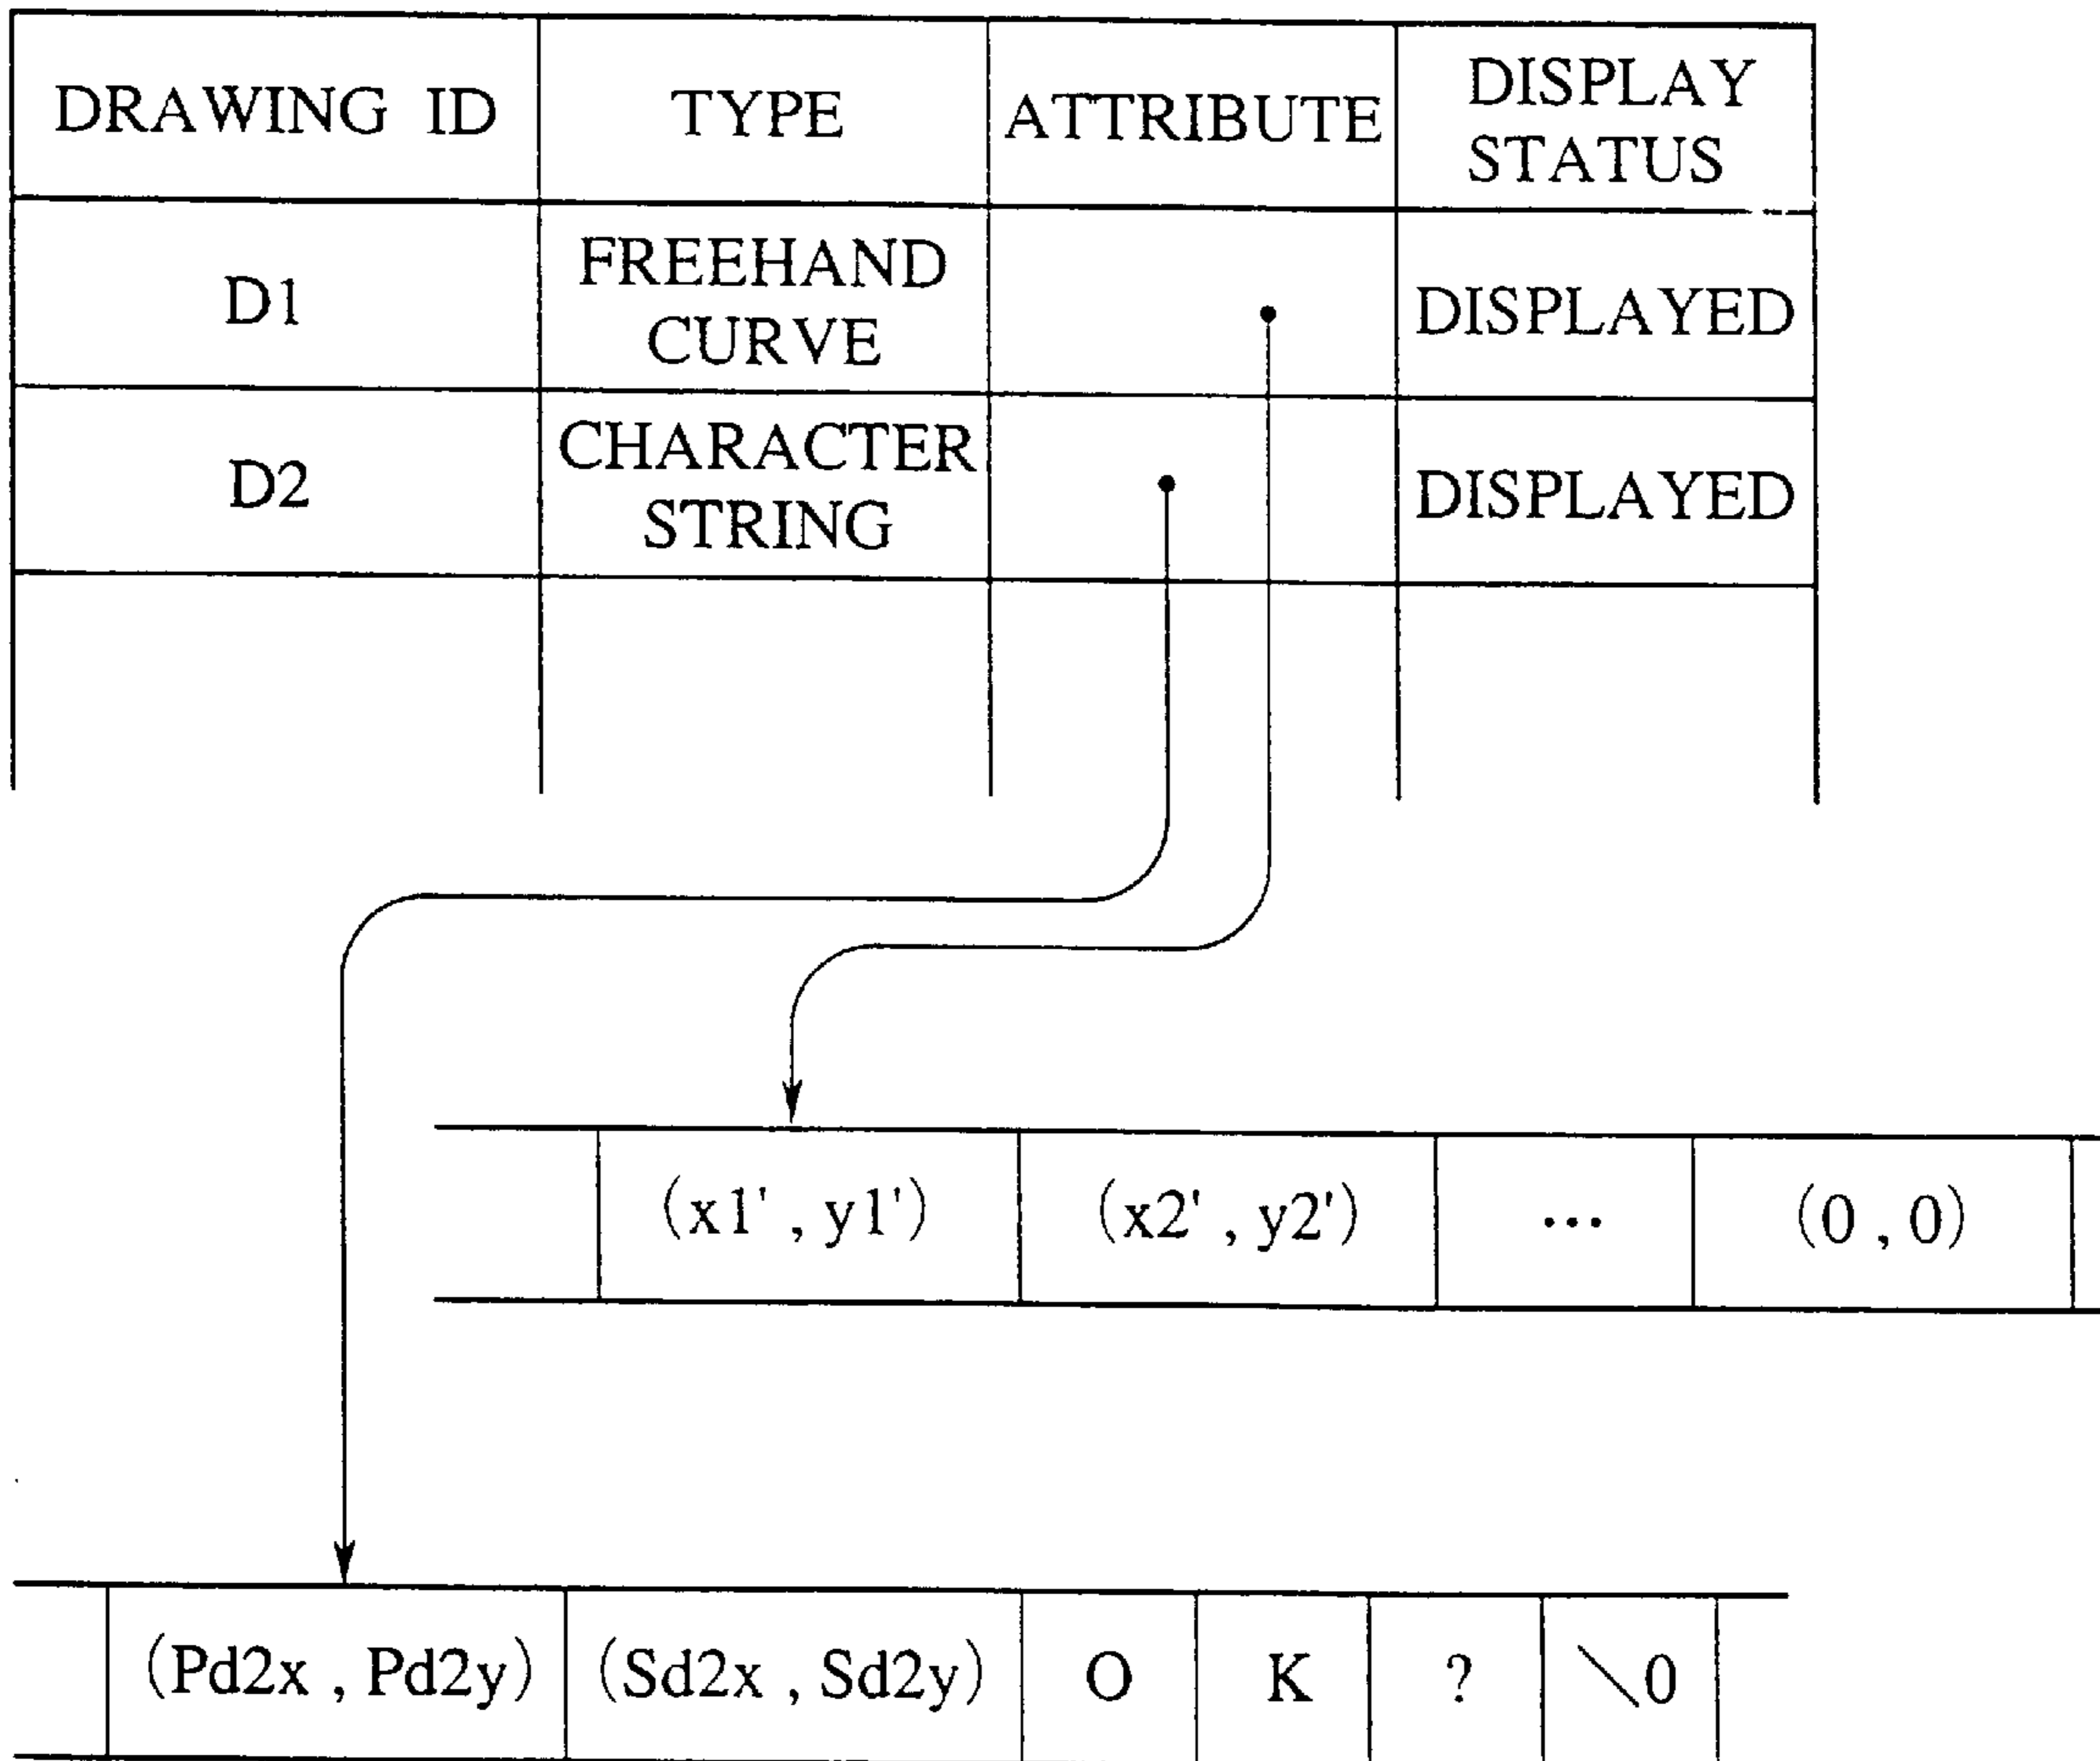 DRAWING ID TYPE ATTRIBUTE DISPLAY STATUS
D1 FREEHAND CURVE DISPLAYED
D2 CHARACTER STRING DISPLAYED
(x1' , y1') (x2' , y2') ... (0 , 0)
(Pd2x , Pd2y) (Sd2x , Sd2y) O K ? \0